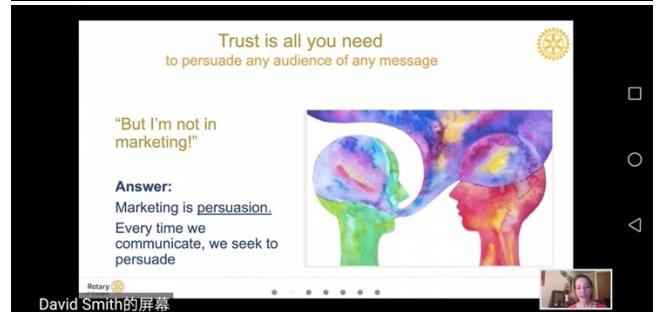 Trust is all you need
to persuade any audience of any message
“But I’m not in
marketing!”
Answer:
Marketing is persuasion.
Every time we
communicate, we seek to
persuade
Rotary
David Smith的屏幕